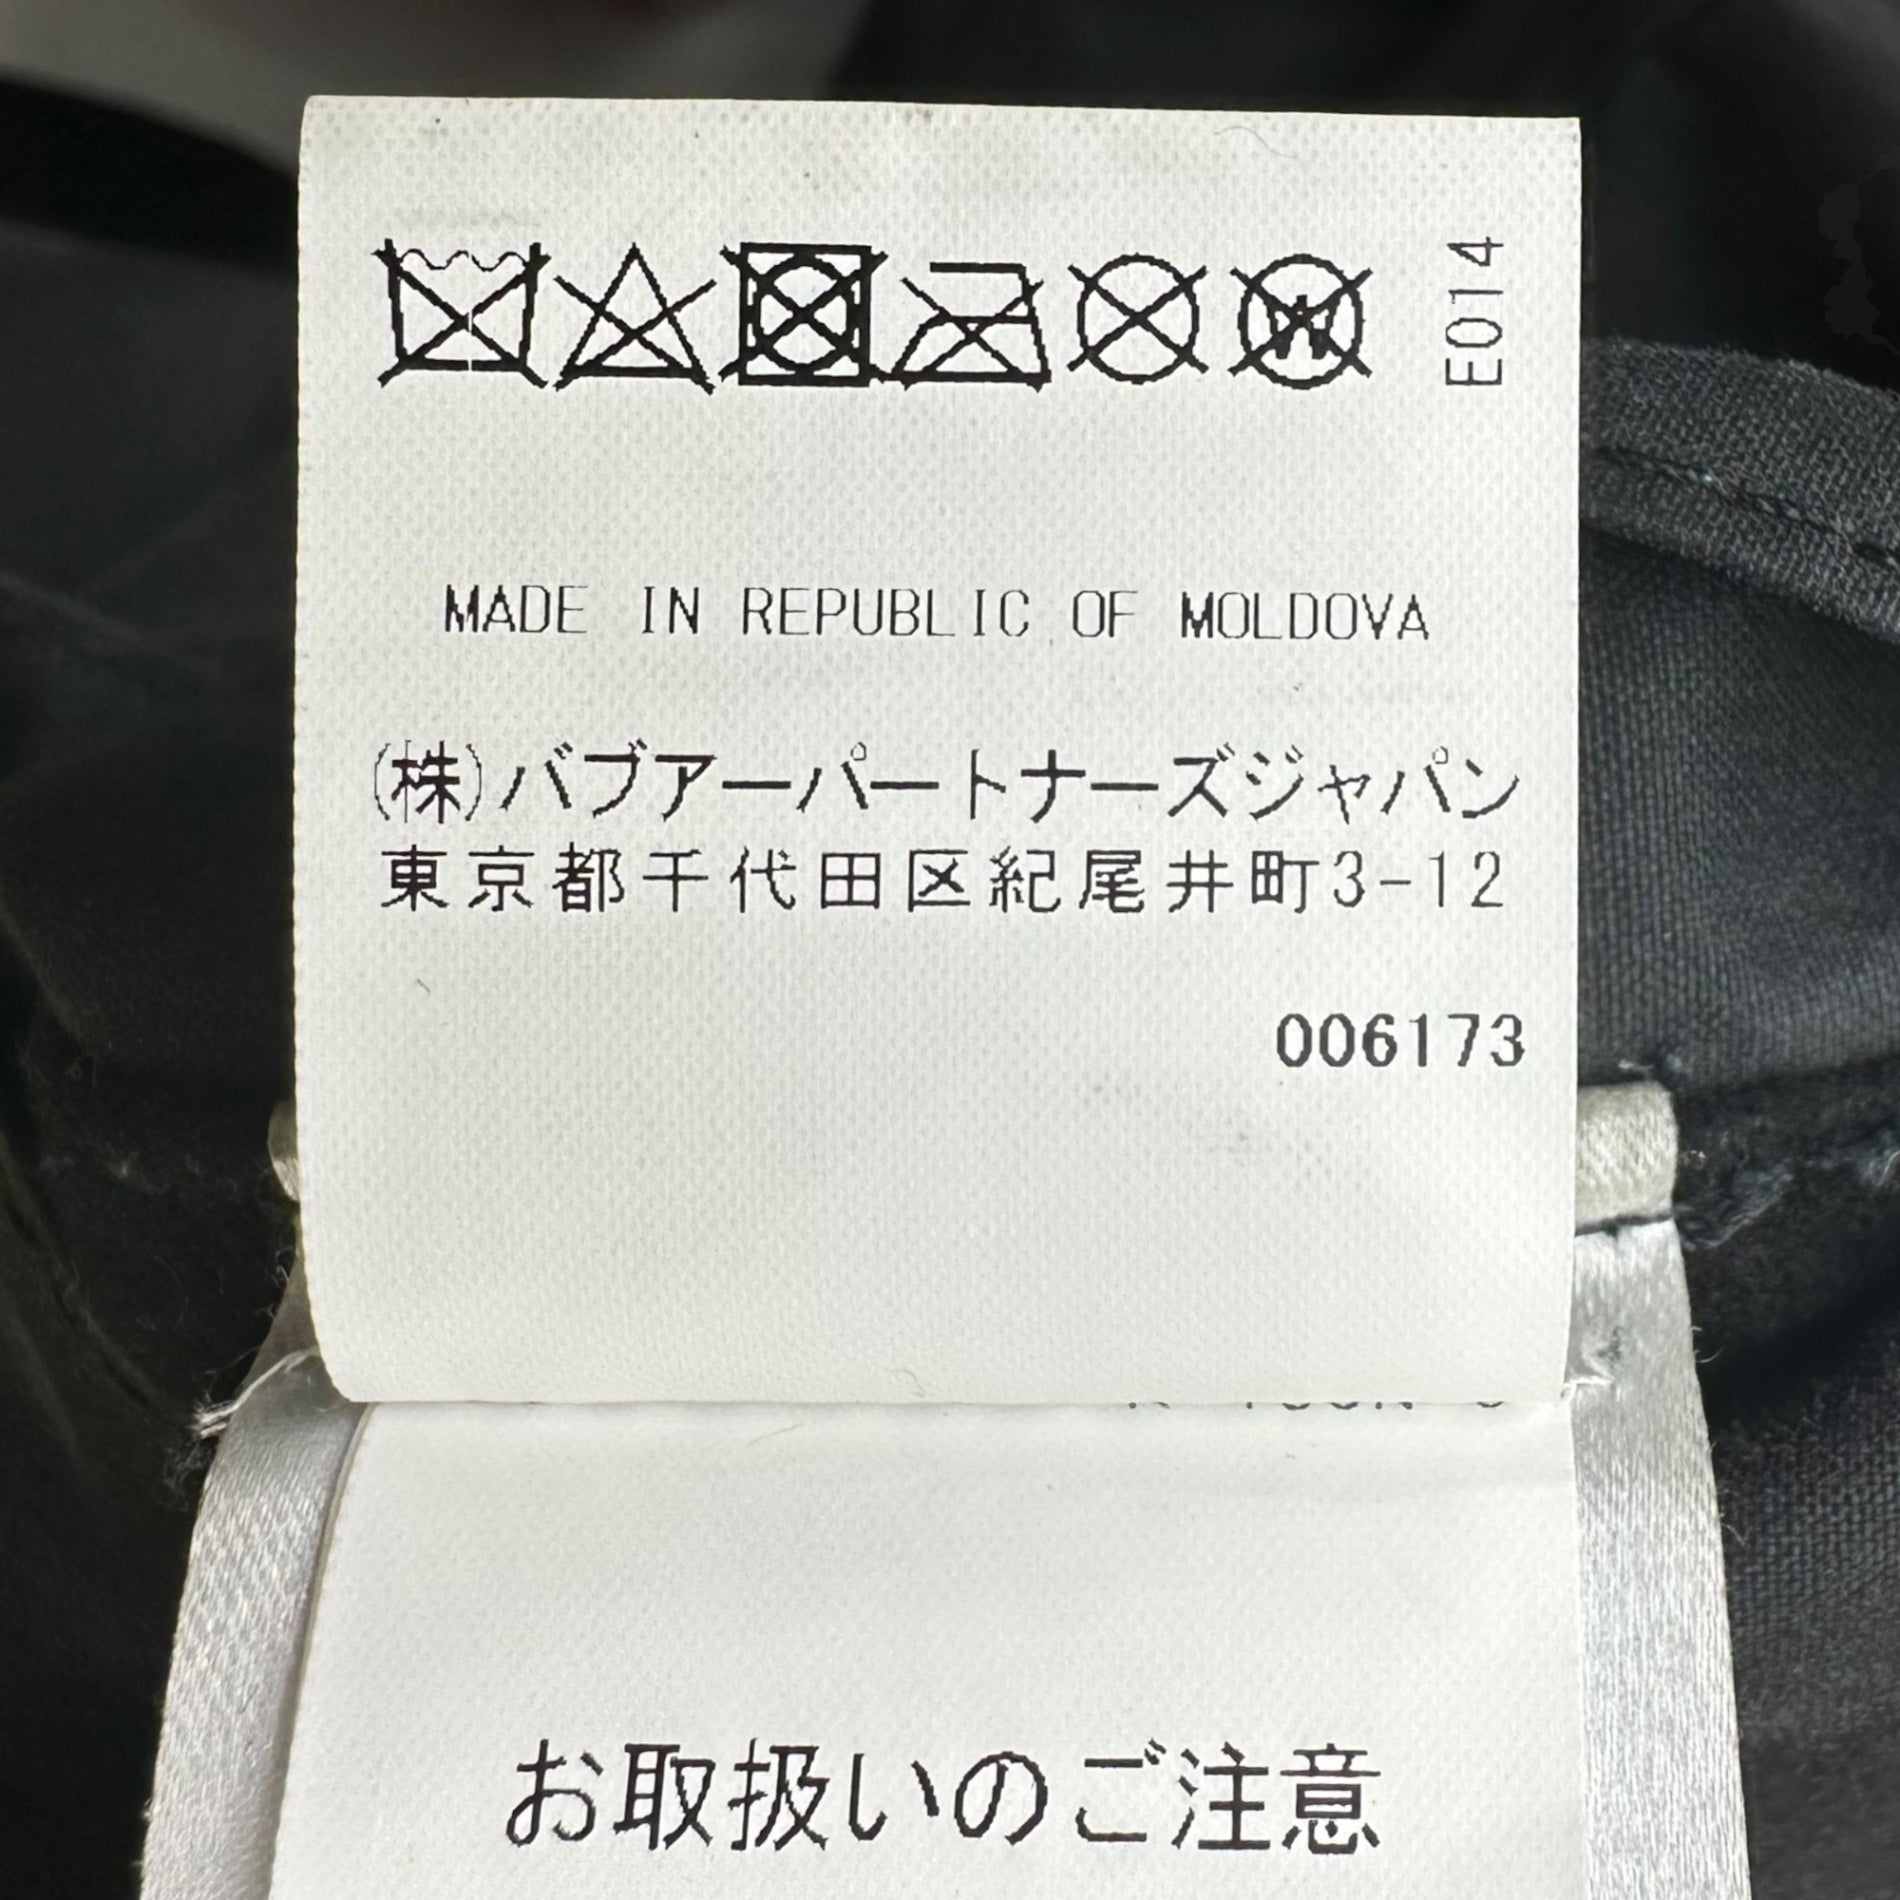 E014
MADE IN REPUBLIC OF MOLDOVA
(株)バブアーパートナーズジャパン
東京都千代田区紀尾井町3-12
006173
お取扱いのご注意